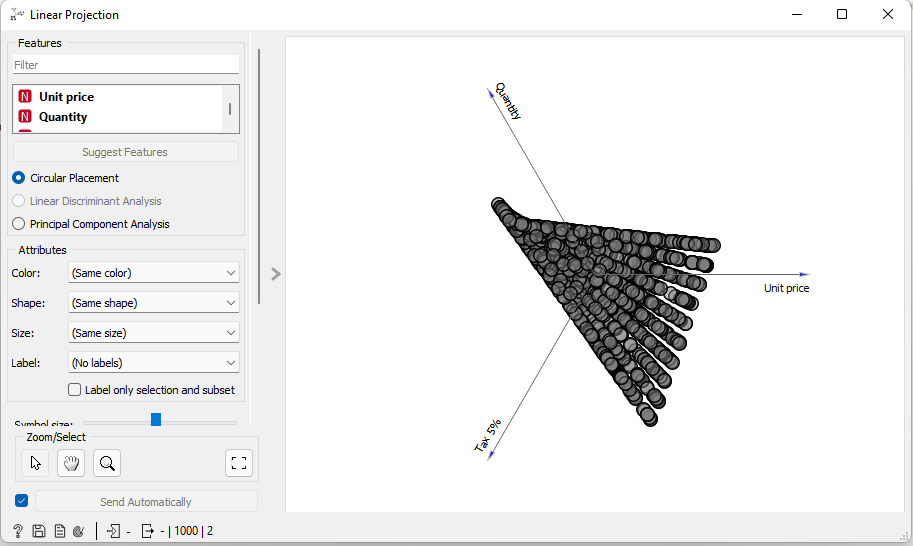 Linear Projection
Features
Filter
N Unit price
N Quantity
Suggest Features
Circular Placement
Linear Discriminant Analysis
Principal Component Analysis
Attributes
Color: (Same color)
Shape: (Same shape)
Size: (Same size)
Label: (No labels)
Label only selection and subset
Symbol size:
Zoom/Select
Send Automatically
? - - | 1000 | 2
Quantity
Unit price
Tax 5%